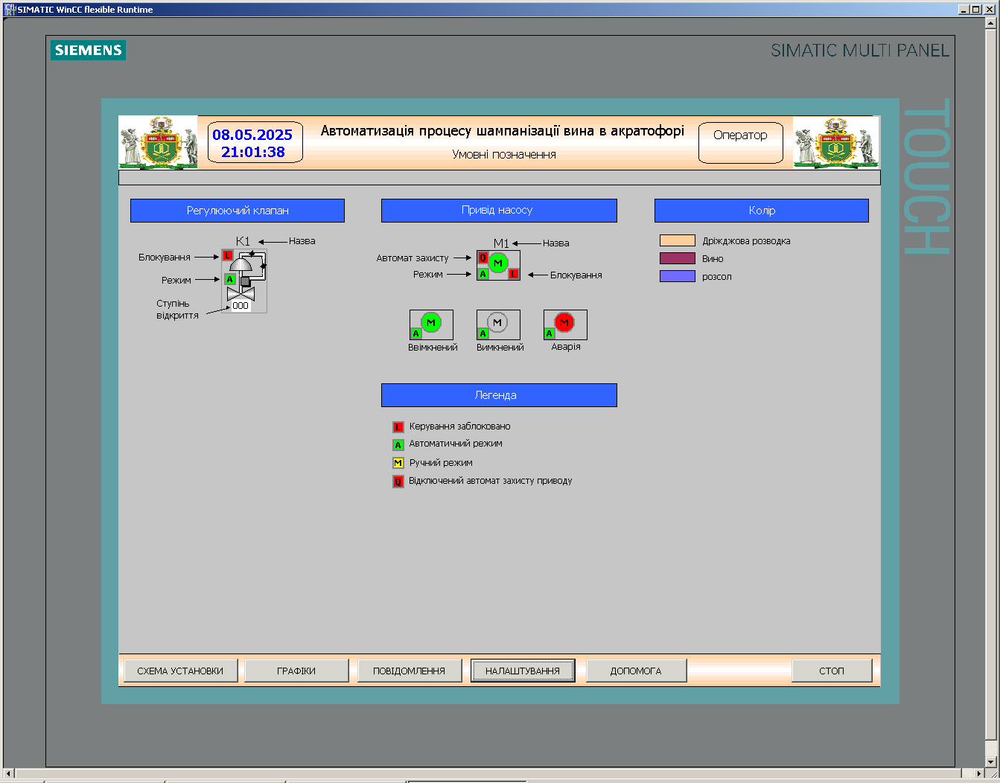 SIMATIC WinCC flexible Runtime
SIEMENS
SIMATIC MULTI PANEL
TOUCH
08.05.2025
21:01:38
Автоматизація процесу шампанізації вина в акратофорі
Умовні позначення
Оператор
Регулюючий клапан
Привід насосу
Колір
K1
Назва
Блокування
L
Режим
A
Ступінь
відкриття
000
M1
Назва
Автомат захисту
Q
M
Режим
A
L
Блокування
M
A
Ввімкнений
M
A
Вимкнений
M
A
Аварія
Дріжджова розводка
Вино
розсол
Легенда
L Керування заблоковано
A Автоматичний режим
M Ручний режим
Q Відключений автомат захисту приводу
СХЕМА УСТАНОВКИ
ГРАФІКИ
ПОВІДОМЛЕННЯ
НАЛАШТУВАННЯ
ДОПОМОГА
СТОП